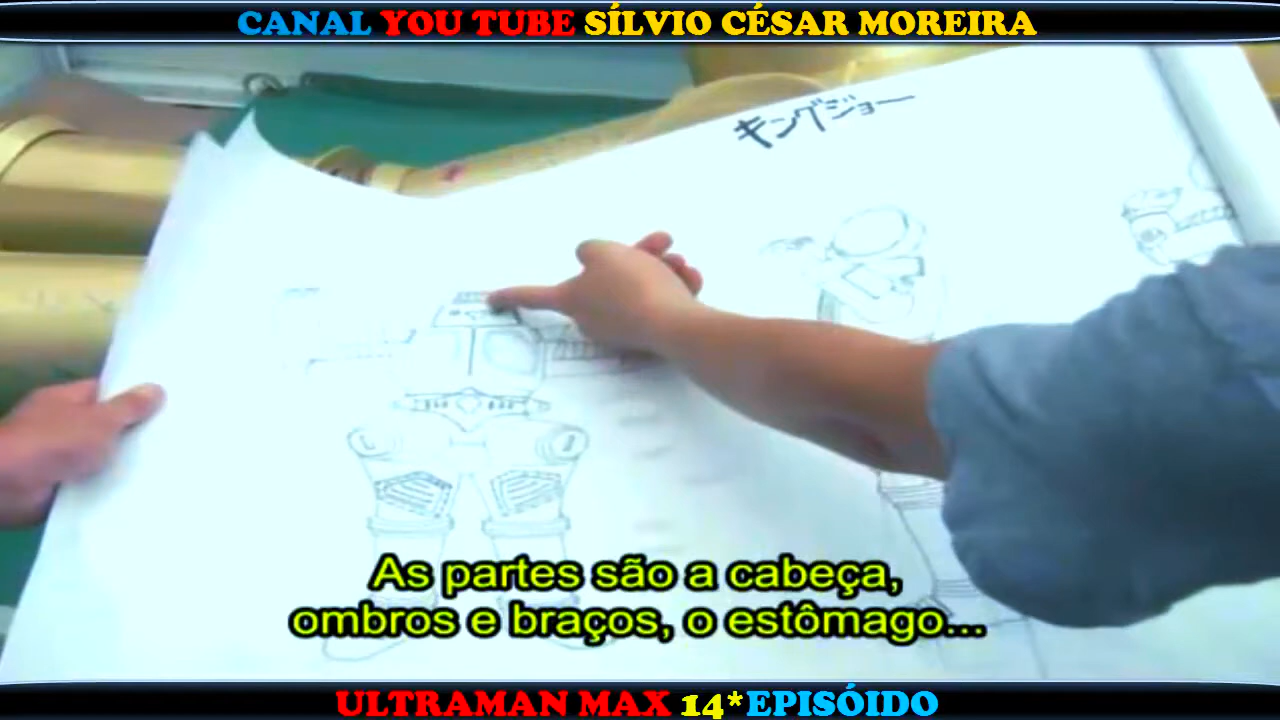 CANAL YOU TUBE SÍLVIO CÉSAR MOREIRA
キングジョー
As partes são a cabeça,
ombros e braços, o estômago...
ULTRAMAN MAX 14*EPISÓIDO